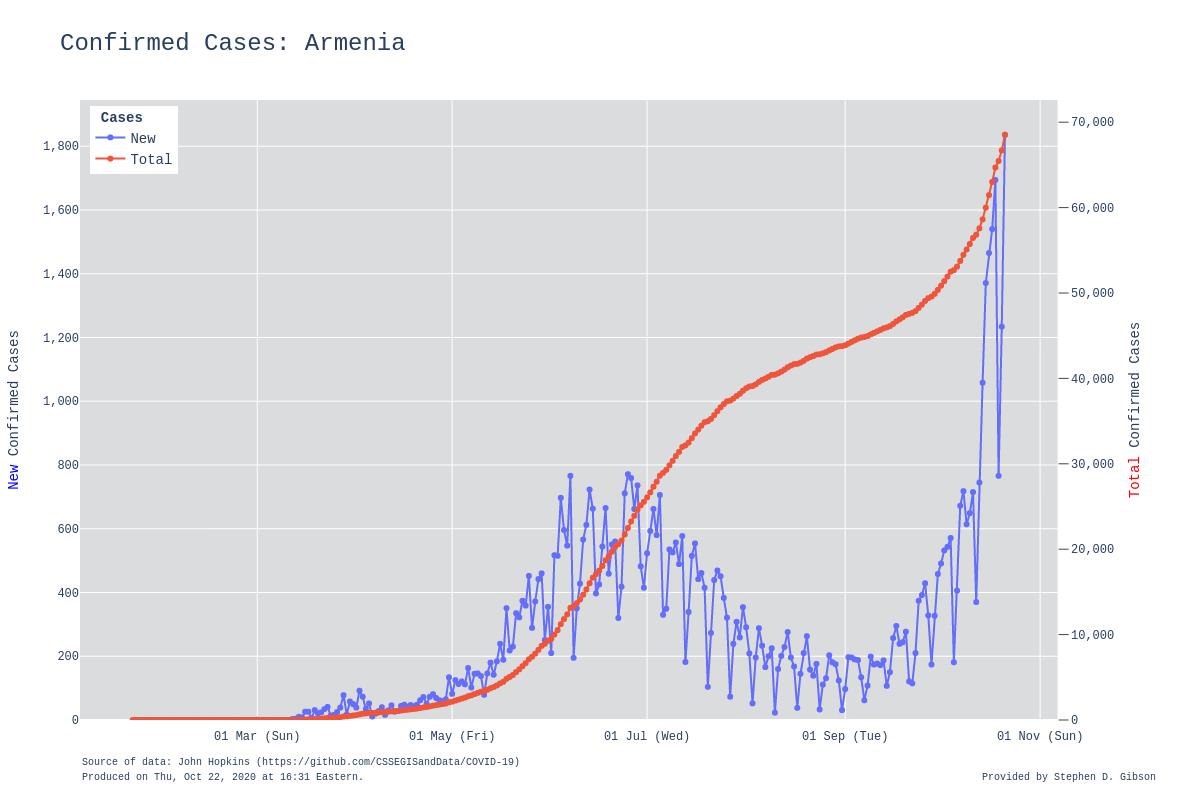 Confirmed Cases: Armenia
Cases
New
Total
1,800
1,600
1,400
1,200
1,000
800
600
400
200
0
70,000
60,000
50,000
40,000
30,000
20,000
10,000
0
New Confirmed Cases
Total Confirmed Cases
01 Mar (Sun)
01 May (Fri)
01 Jul (Wed)
01 Sep (Tue)
01 Nov (Sun)
Source of data: John Hopkins (https://github.com/CSSEGISandData/COVID-19)
Produced on Thu, Oct 22, 2020 at 16:31 Eastern.
Provided by Stephen D. Gibson